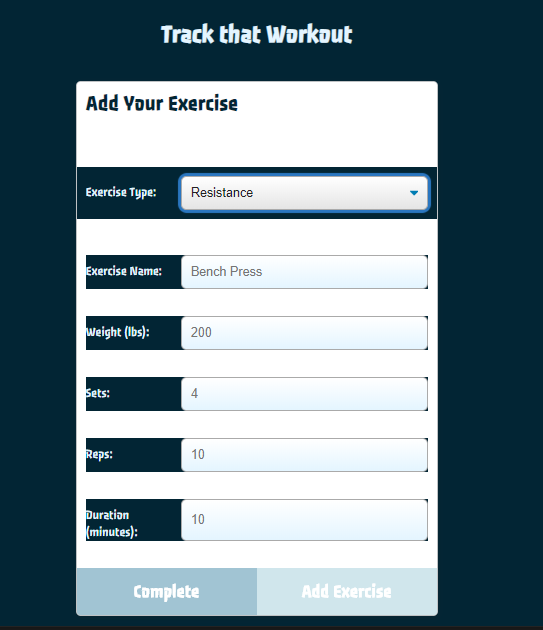 Track that Workout
Add Your Exercise
Exercise Type: Resistance
Exercise Name: Bench Press
Weight (lbs): 200
Sets: 4
Reps: 10
Duration
(minutes): 10
Complete Add Exercise